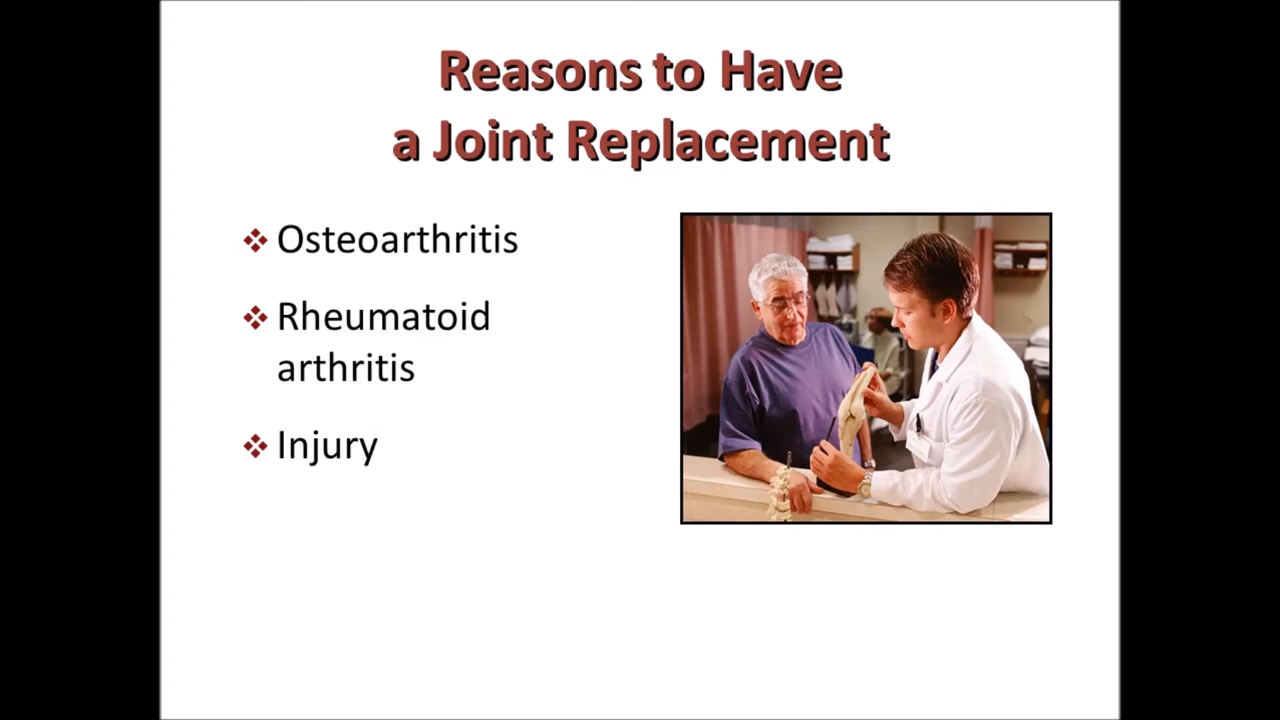 Reasons to Have
a Joint Replacement
Osteoarthritis
Rheumatoid
arthritis
Injury